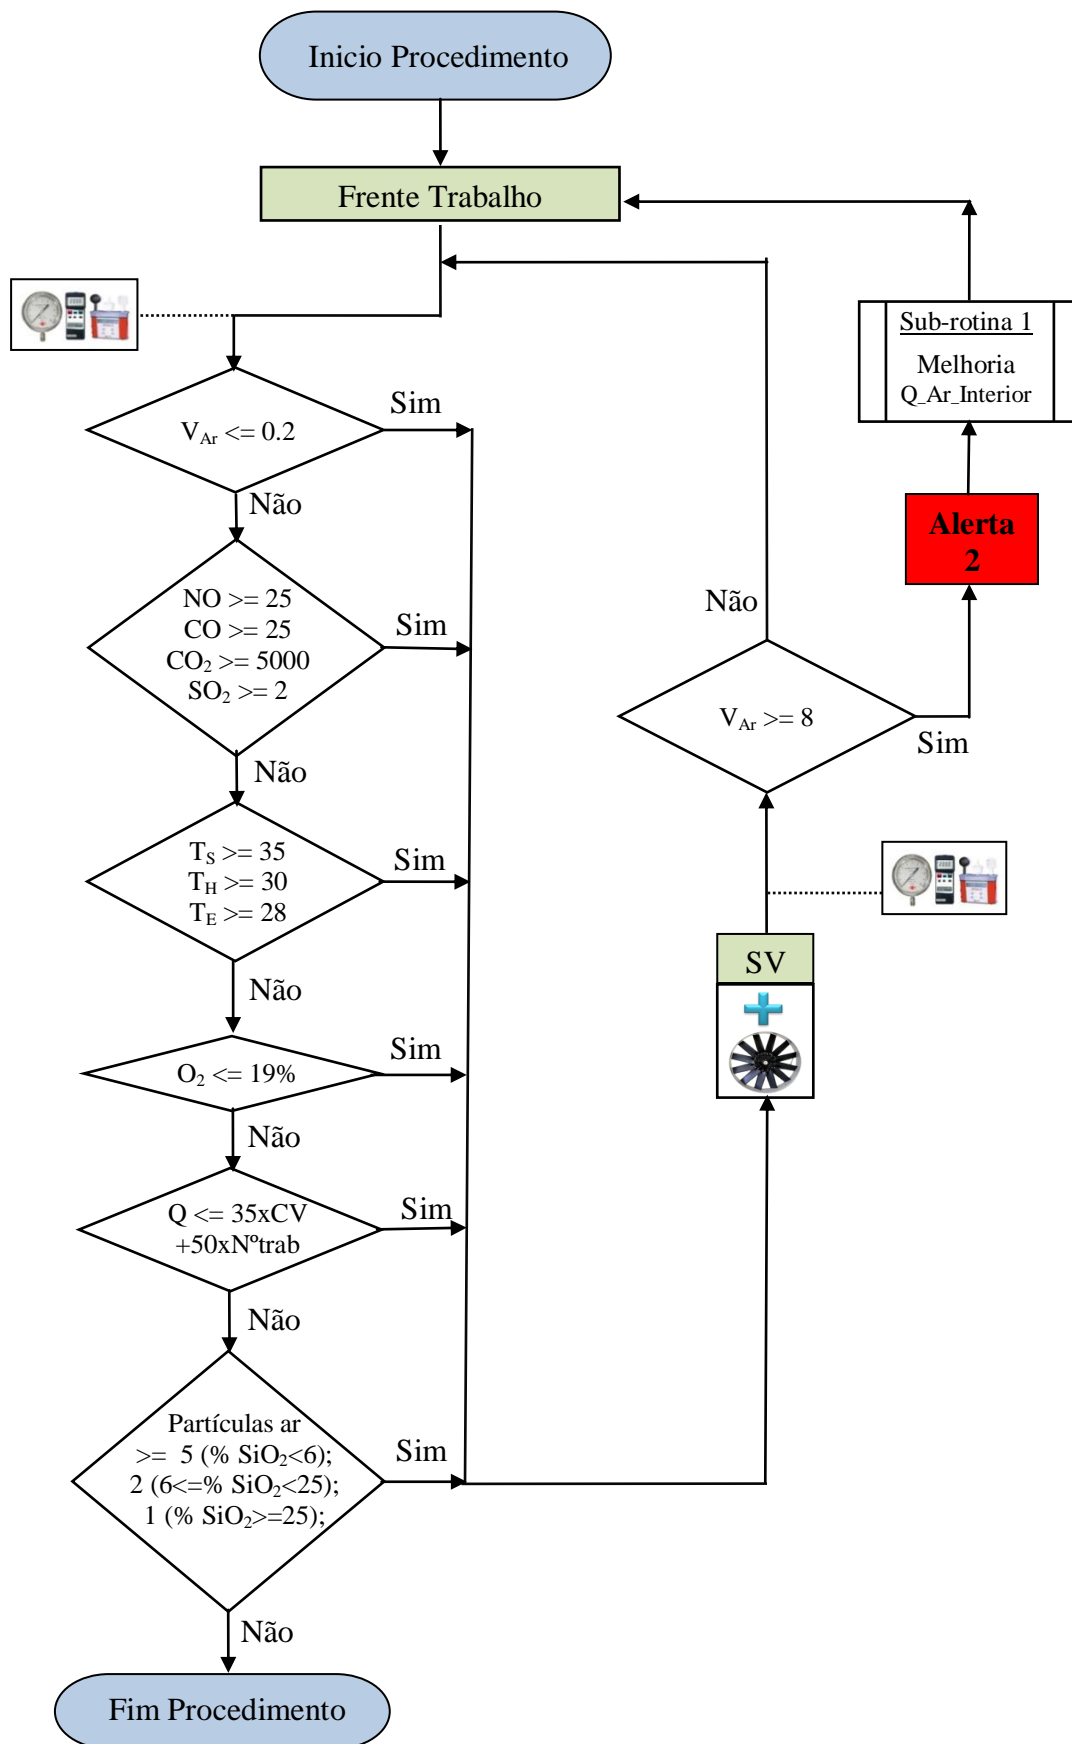 Inicio Procedimento
Frente Trabalho
Sub-rotina 1
Melhoria
Q_Ar_Interior
V_Ar <= 0.2
Sim
Não
Alerta
2
NO >= 25
CO >= 25
CO₂ >= 5000
SO₂ >= 2
Sim
Não
Não
V_Ar >= 8
Sim
T_S >= 35
T_H >= 30
T_E >= 28
Sim
Não
SV
O₂ <= 19%
Sim
Não
Q <= 35xCV
+50xNºtrab
Sim
Não
Partículas ar
>= 5 (% SiO₂<6);
2 (6<=% SiO₂<25);
1 (% SiO₂>=25);
Sim
Não
Fim Procedimento